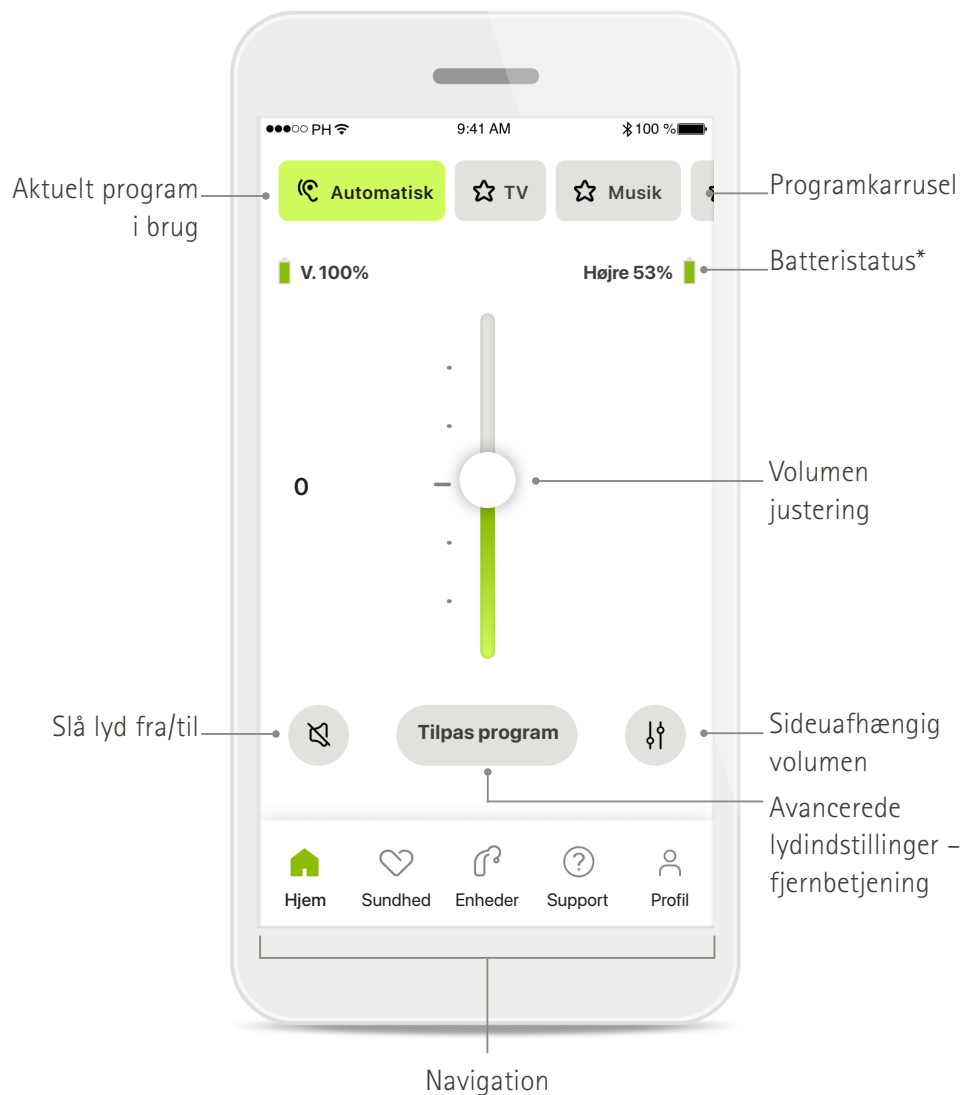 PH
9:41 AM
100 %
Aktuelt program
i brug
Automatisk
TV
Musik
Programkarrusel
V. 100%
Højre 53%
Batteristatus*
0
Volumen
justering
Slå lyd fra/til
Tilpas program
Sideuafhængig
volumen
Avancerede
lydindstillinger –
fjernbetjening
Hjem
Sundhed
Enheder
Support
Profil
Navigation